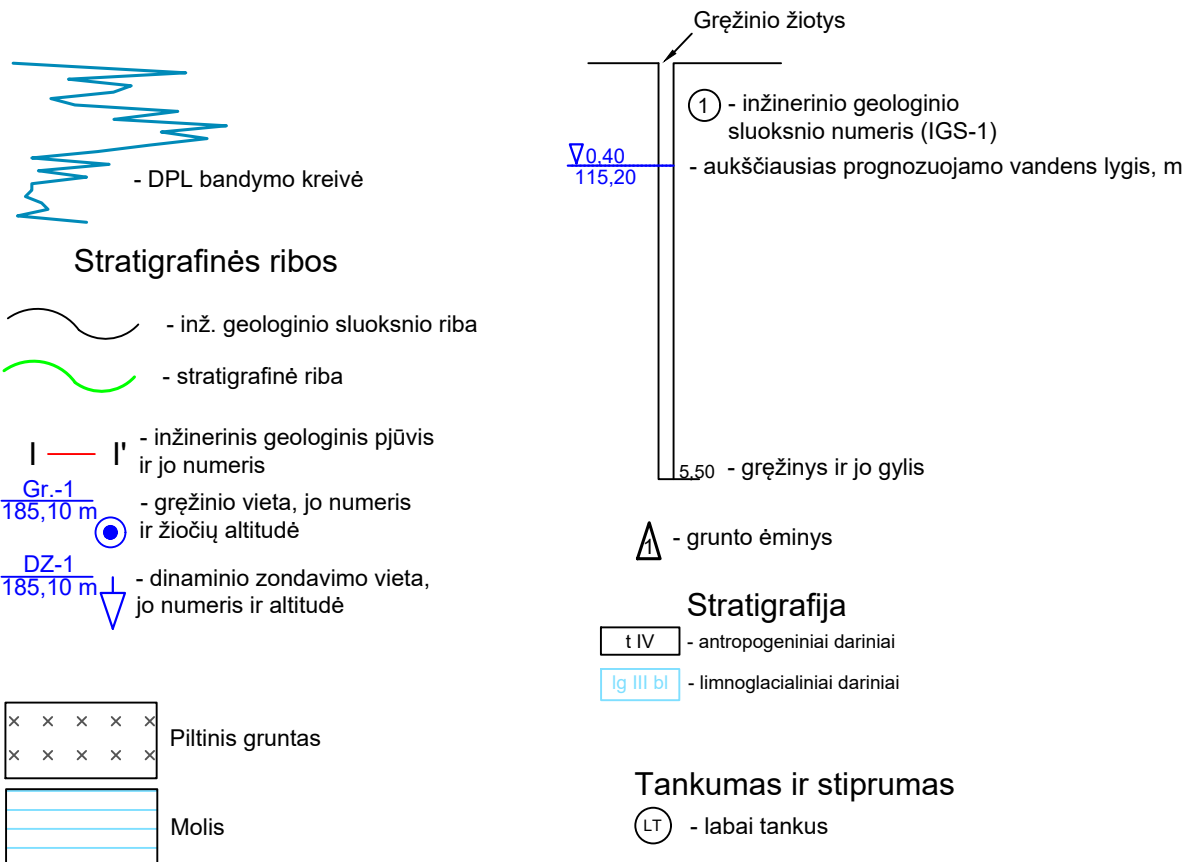 - DPL bandymo kreivė
Stratigrafinės ribos
- inž. geologinio sluoksnio riba
- stratigrafinė riba
I I' - inžinerinis geologinis pjūvis
ir jo numeris
Gr.-1
185,10 m
- gręžinio vieta, jo numeris
ir žiočių altitudė
DZ-1
185,10 m
- dinaminio zondavimo vieta,
jo numeris ir altitudė
Piltinis gruntas
Molis
Gręžinio žiotys
1 - inžinerinio geologinio
sluoksnio numeris (IGS-1)
0,40
115,20
- aukščiausias prognozuojamo vandens lygis, m
5,50 - gręžinys ir jo gylis
1 - grunto ėminys
Stratigrafija
t IV - antropogeniniai dariniai
lg III bl - limnoglacialiniai dariniai
Tankumas ir stiprumas
LT - labai tankus